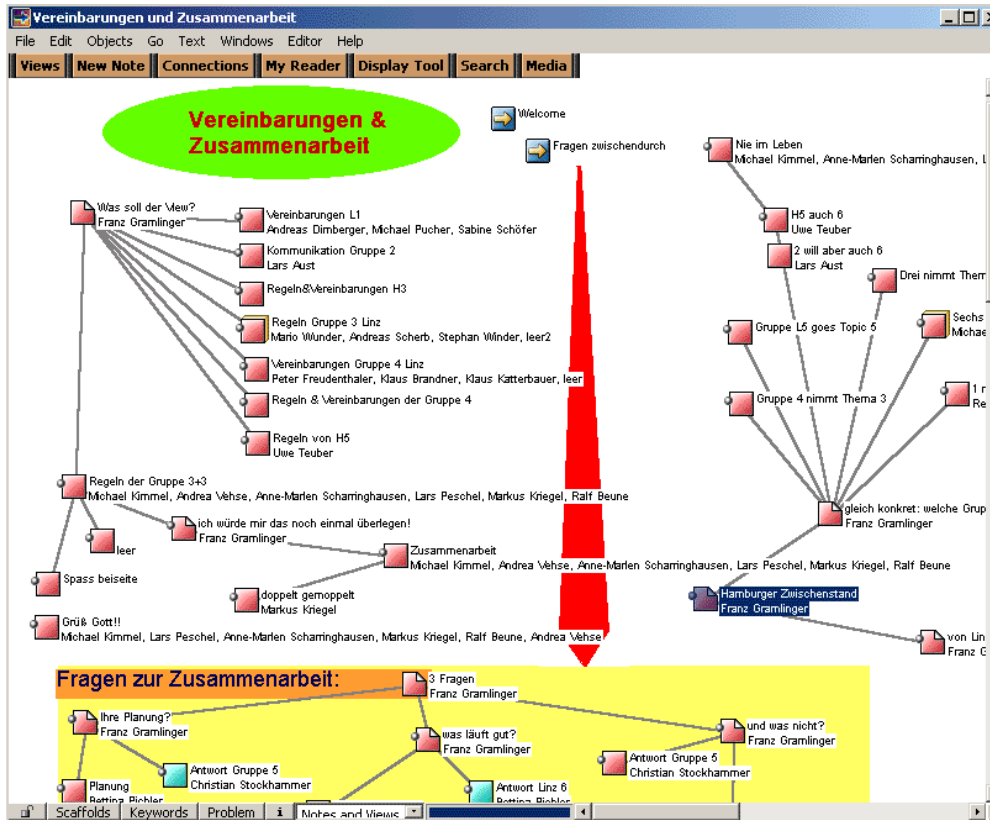 Vereinbarungen und Zusammenarbeit
File Edit Objects Go Text Windows Editor Help
Views New Note Connections My Reader Display Tool Search Media
Vereinbarungen &
Zusammenarbeit
Welcome
Fragen zwischendurch
Nie im Leben
Michael Kimmel, Anne-Marlen Scharringhausen, L
Was soll der View?
Franz Gramlinger
Vereinbarungen L1
Andreas Dirnberger, Michael Pucher, Sabine Schöfer
H5 auch 6
Uwe Teuber
Kommunikation Gruppe 2
Lars Aust
2 will aber auch 6
Lars Aust
Drei nimmt Them
Regeln&Vereinbarungen H3
Regeln Gruppe 3 Linz
Mario Wunder, Andreas Scherb, Stephan Winder, leer2
Gruppe L5 goes Topic 5
Sechs
Michae
Vereinbarungen Gruppe 4 Linz
Peter Freudenthaler, Klaus Brandner, Klaus Katterbauer, leer
Regeln & Vereinbarungen der Gruppe 4
Gruppe 4 nimmt Thema 3
1 n
Re
Regeln von H5
Uwe Teuber
Regeln der Gruppe 3+3
Michael Kimmel, Andrea Vehse, Anne-Marlen Scharringhausen, Lars Peschel, Markus Kriegel, Ralf Beune
gleich konkret: welche Grup
Franz Gramlinger
ich würde mir das noch einmal überlegen!
Franz Gramlinger
leer
Zusammenarbeit
Michael Kimmel, Andrea Vehse, Anne-Marlen Scharringhausen, Lars Peschel, Markus Kriegel, Ralf Beune
Spass beiseite
doppelt gemoppelt
Markus Kriegel
Hamburger Zwischenstand
Franz Gramlinger
Grüß Gott!!
Michael Kimmel, Lars Peschel, Anne-Marlen Scharringhausen, Markus Kriegel, Ralf Beune, Andrea Vehse
von Lin
Franz G
Fragen zur Zusammenarbeit:
3 Fragen
Franz Gramlinger
Ihre Planung?
Franz Gramlinger
was läuft gut?
Franz Gramlinger
und was nicht?
Franz Gramlinger
Antwort Gruppe 5
Christian Stockhammer
Antwort Gruppe 5
Christian Stockhammer
Planung
Bettina Pichler
Antwort Linz 6
Bettina Pichler
Scaffolds Keywords Problem i Notes and Views